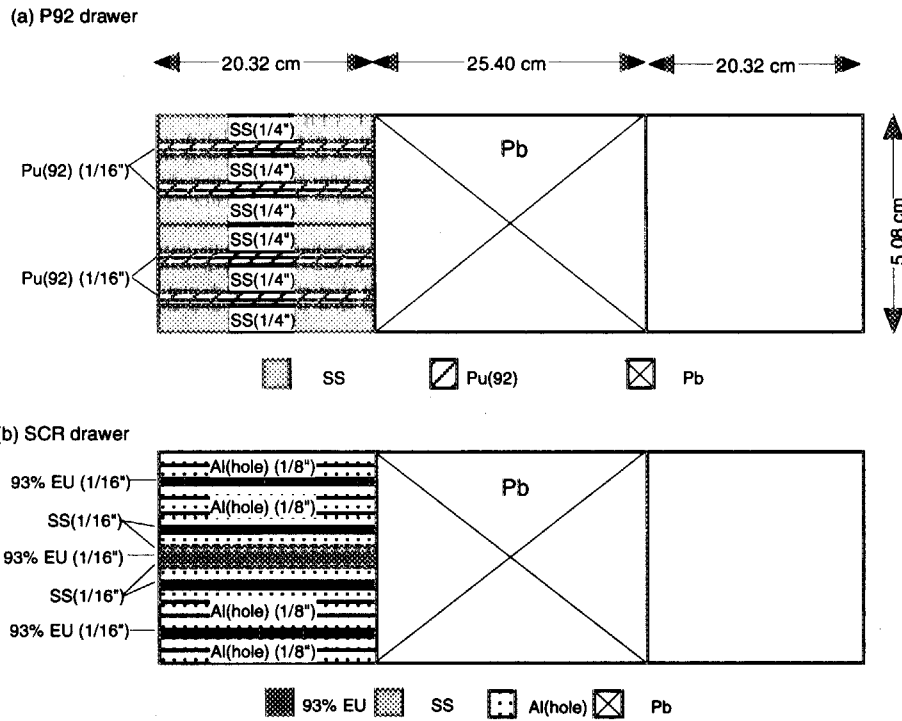 (a) P92 drawer
20.32 cm 25.40 cm 20.32 cm
SS(1/4")
Pb
Pu(92) (1/16")
SS(1/4")
SS(1/4")
SS(1/4")
5.08 cm
Pu(92) (1/16")
SS(1/4")
SS(1/4")
SS Pu(92) Pb
b) SCR drawer
Al(hole) (1/8")
Pb
93% EU (1/16")
Al(hole) (1/8")
SS(1/16")
93% EU (1/16")
SS(1/16")
Al(hole) (1/8")
93% EU (1/16")
Al(hole) (1/8")
93% EU SS Al(hole) Pb